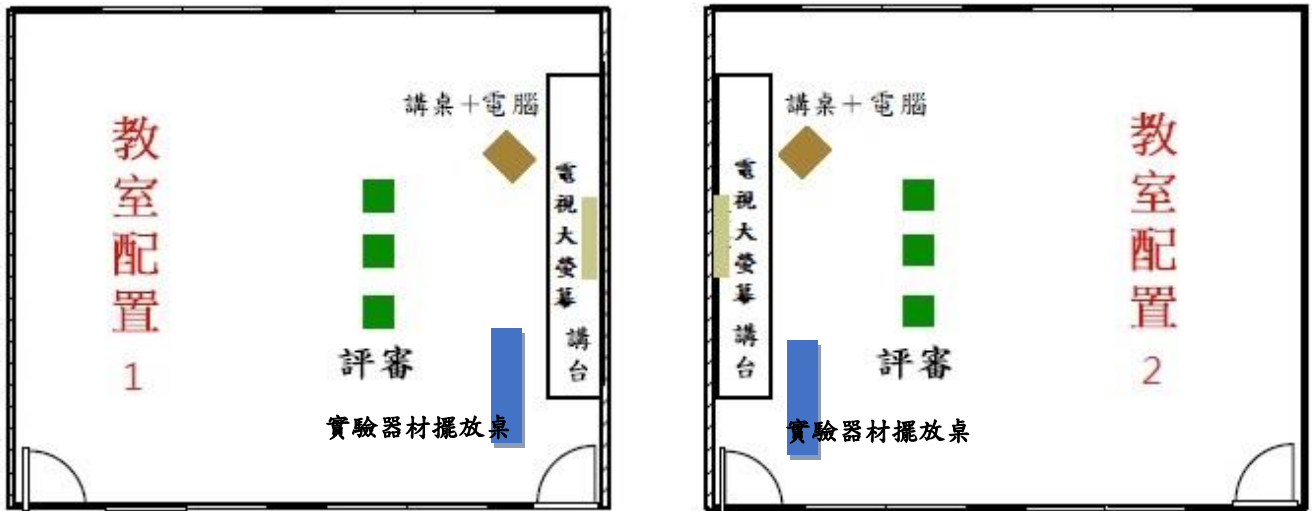 教室配置1
講桌+電腦
電視大螢幕 講台
評審
實驗器材擺放桌
講桌+電腦
電視大螢幕 講台
評審
實驗器材擺放桌
教室配置2